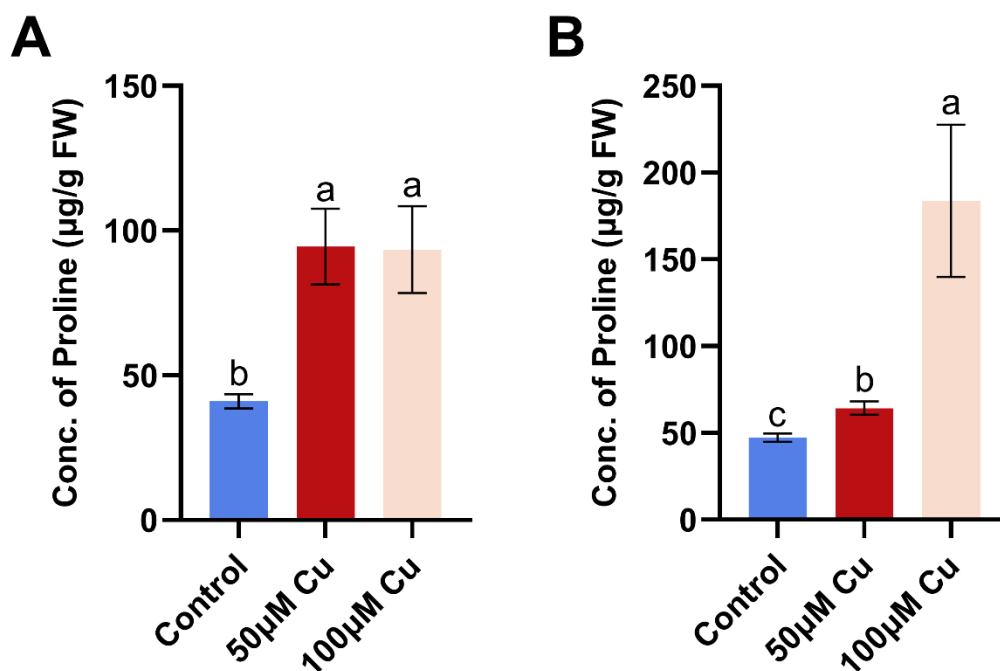 A
Conc. of Proline (µg/g FW)
150
100
50
0
b
a
a
Control
50µM Cu
100µM Cu
B
Conc. of Proline (µg/g FW)
250
200
150
100
50
0
c
b
a
Control
50µM Cu
100µM Cu